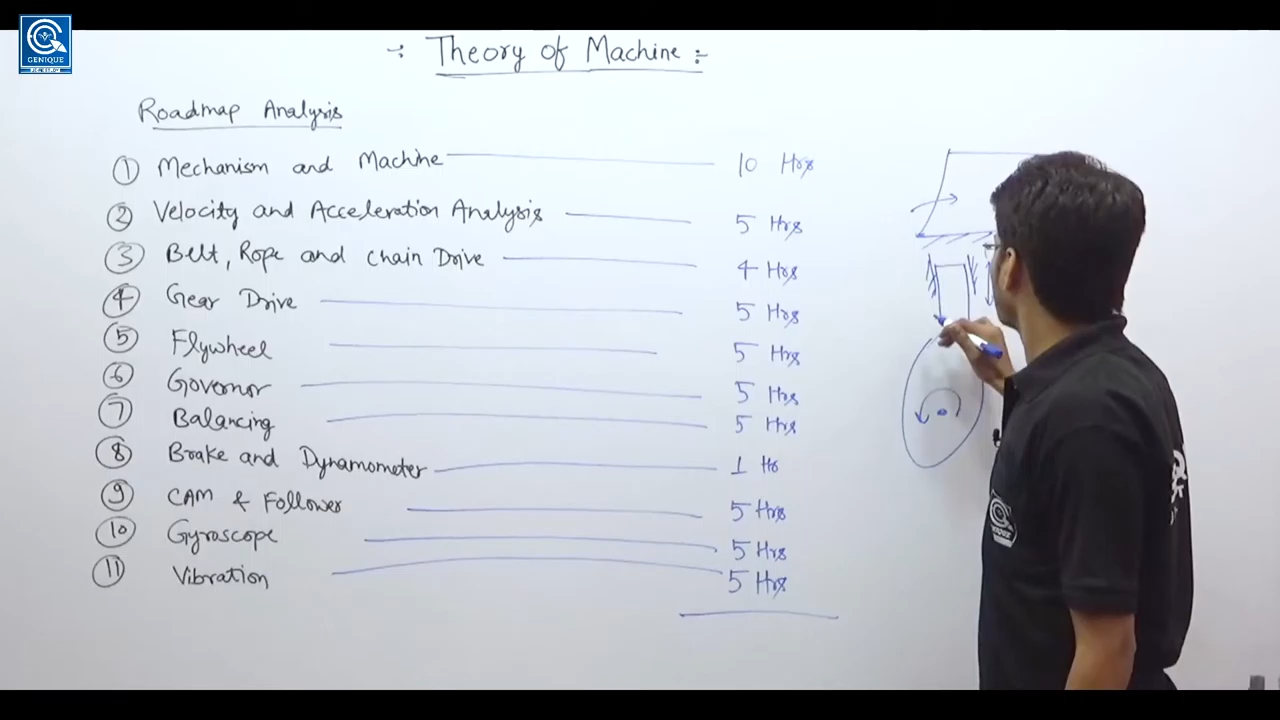 GENIQUE
-: Theory of Machine :-
Roadmap Analysis
① Mechanism and Machine 10 Hrs
② Velocity and Acceleration Analysis 5 Hrs
③ Belt, Rope and chain Drive 4 Hrs
④ Gear Drive 5 Hrs
⑤ Flywheel 5 Hrs
⑥ Governor 5 Hrs
⑦ Balancing 5 Hrs
⑧ Brake and Dynamometer 1 Hr
⑨ CAM & Follower 5 Hrs
⑩ Gyroscope 5 Hrs
⑪ Vibration 5 Hrs
GENIQUE